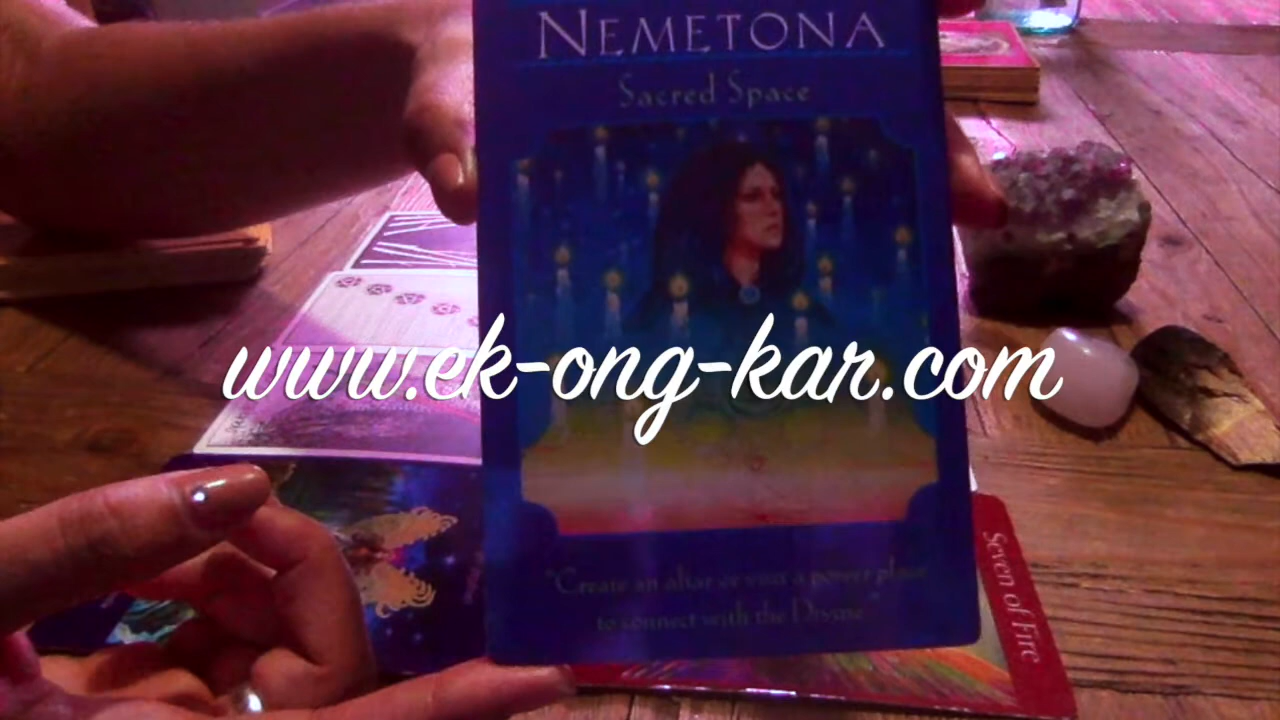 NEMETONA
Sacred Space
www.ek-ong-kar.com
"Create an altar or visit a power place
to connect with the Divine"
Seven of Fire